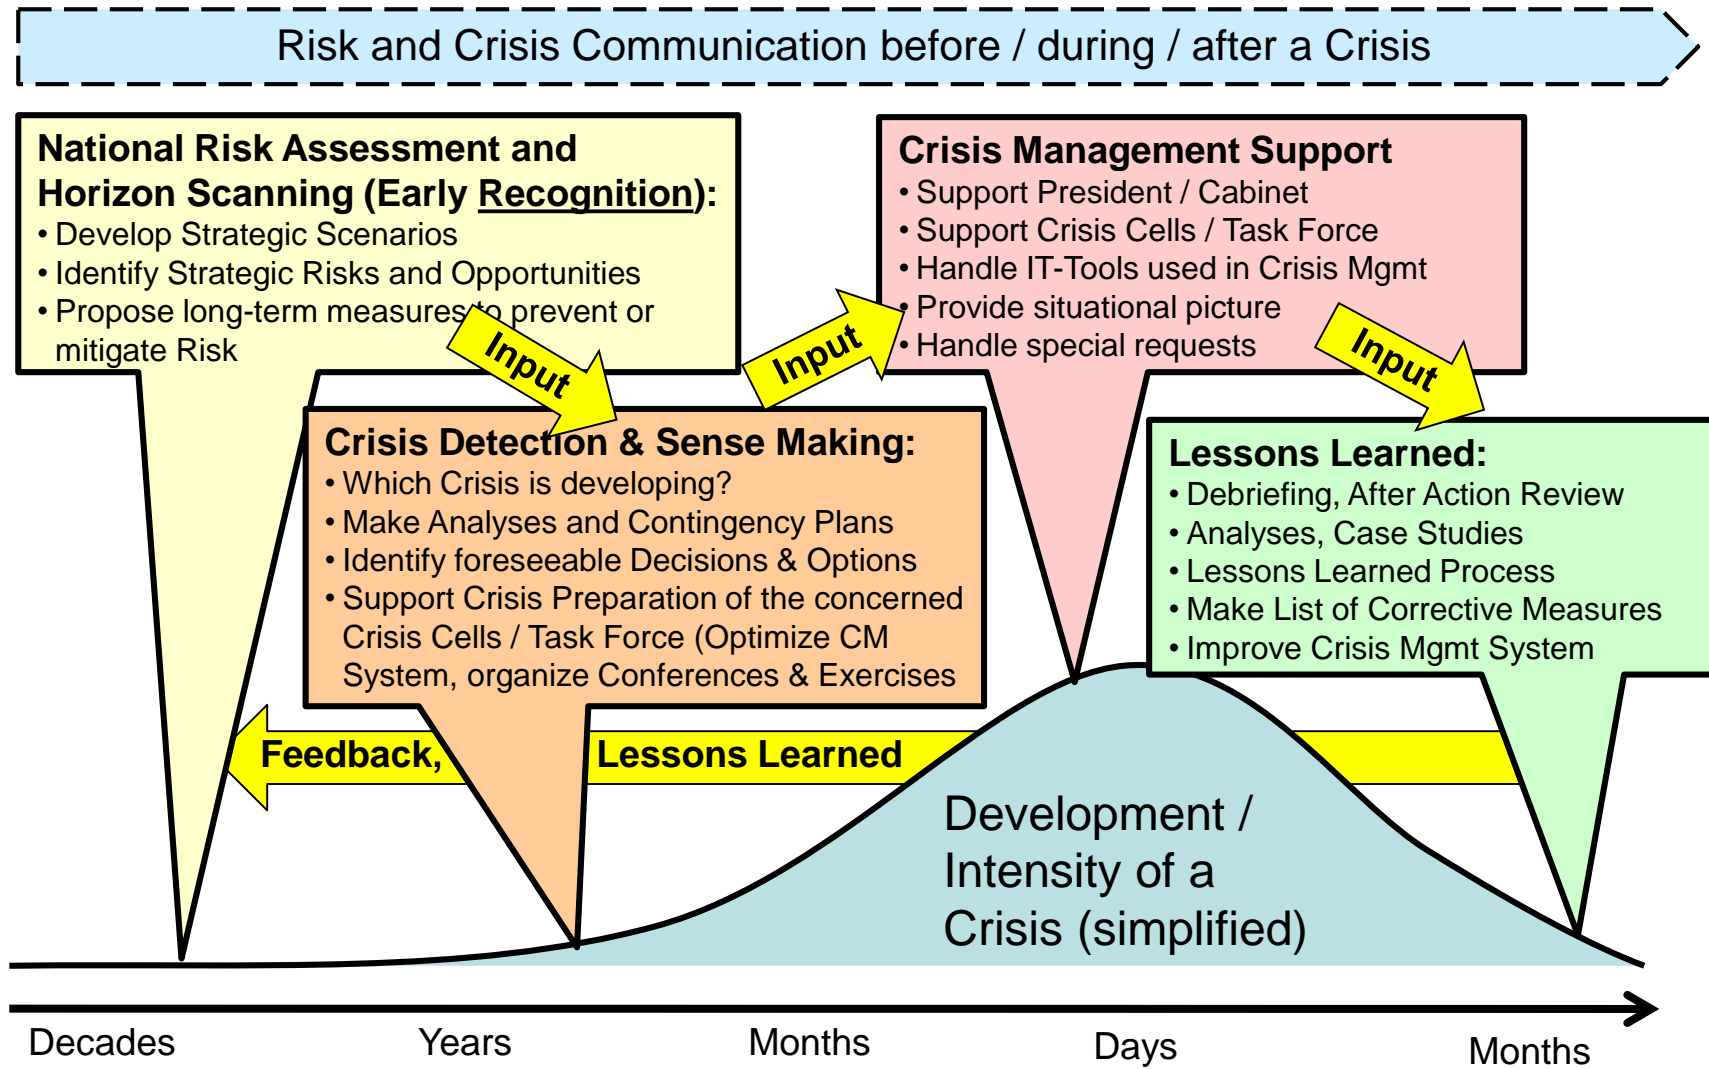 Risk and Crisis Communication before / during / after a Crisis
National Risk Assessment and
Horizon Scanning (Early Recognition):
• Develop Strategic Scenarios
• Identify Strategic Risks and Opportunities
• Propose long-term measures to prevent or
mitigate Risk
Input
Crisis Detection & Sense Making:
• Which Crisis is developing?
• Make Analyses and Contingency Plans
• Identify foreseeable Decisions & Options
• Support Crisis Preparation of the concerned
Crisis Cells / Task Force (Optimize CM
System, organize Conferences & Exercises
Input
Crisis Management Support
• Support President / Cabinet
• Support Crisis Cells / Task Force
• Handle IT-Tools used in Crisis Mgmt
• Provide situational picture
• Handle special requests
Input
Lessons Learned:
• Debriefing, After Action Review
• Analyses, Case Studies
• Lessons Learned Process
• Make List of Corrective Measures
• Improve Crisis Mgmt System
Feedback, Lessons Learned
Development /
Intensity of a
Crisis (simplified)
Decades Years Months Days Months